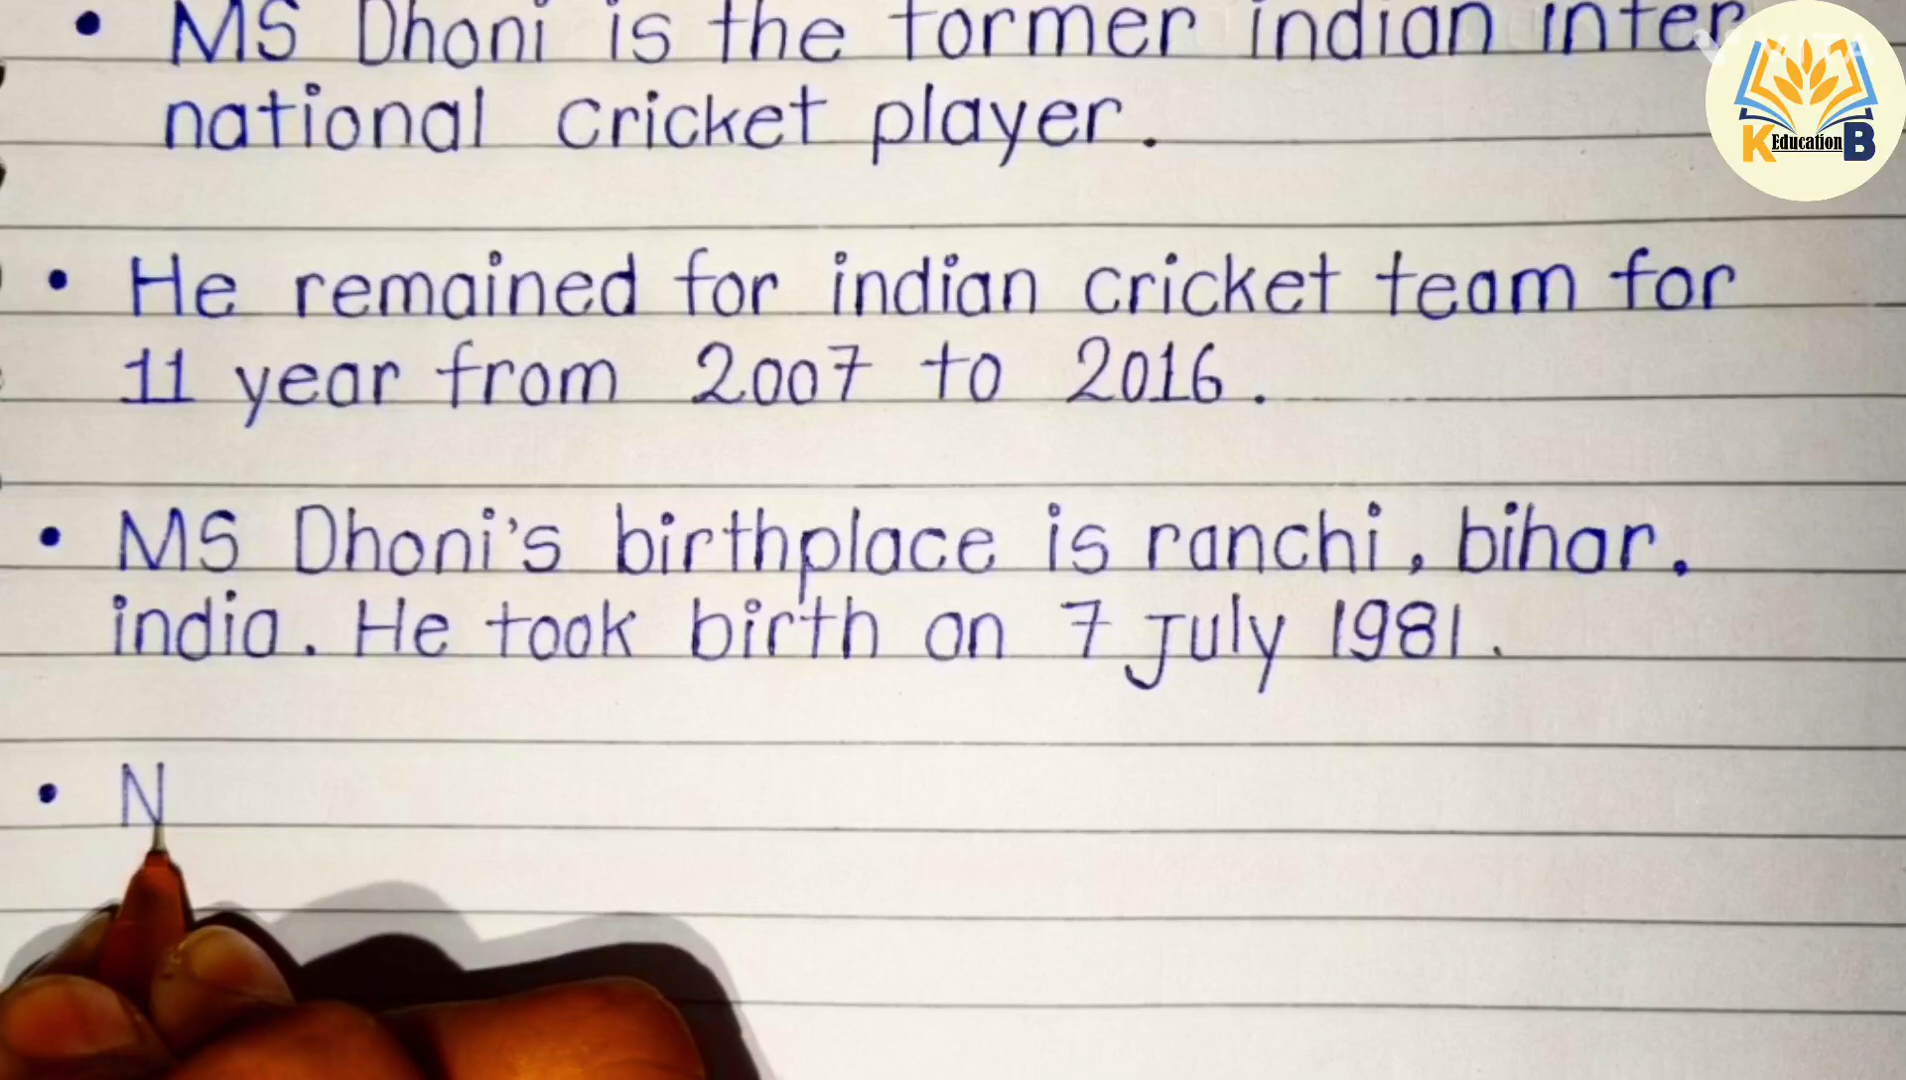 • MS Dhoni is the former indian inter
national cricket player.
• He remained for indian cricket team for
11 year from 2007 to 2016.
• MS Dhoni's birthplace is ranchi, bihar.
india. He took birth on 7 July 1981.
• N
K Education B